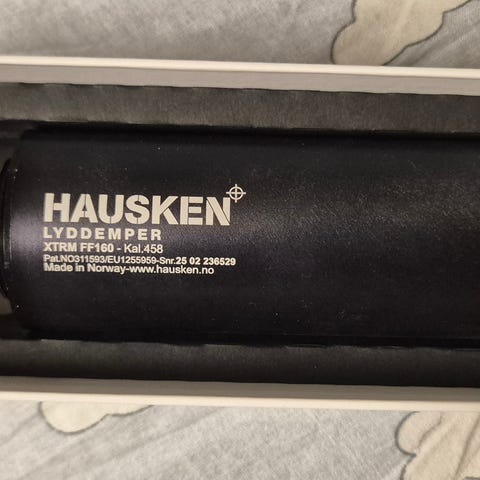 HAUSKEN
LYDDEMPER
XTRM FF160 - Kal.458
Pat.NO311593/EU1255959-Snr.25 02 236529
Made in Norway-www.hausken.no